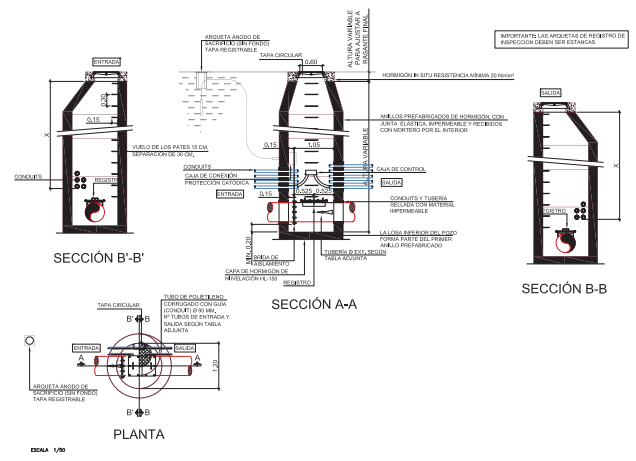 ARQUETA ÁNODO DE
SACRIFICIO (SIN FONDO)
TAPA REGISTRABLE
TAPA CIRCULAR
0.60
ALTURA VARIABLE
PARA AJUSTAR A
RASANTE FINAL
IMPORTANTE: LAS ARQUETAS DE REGISTRO DE
INSPECCION DEBEN SER ESTANCAS
ENTRADA
HORMIGÓN IN SITU RESISTENCIA MÍNIMA 20 N/mm²
SALIDA
0.20
X
0.15
ANILLOS PREFABRICADOS DE HORMIGÓN, CON
JUNTA ELÁSTICA, IMPERMEABLE Y RECIBIDOS
CON MORTERO POR EL INTERIOR
ALTURA VARIABLE
X
VUELO DE LOS PATES 15 CM,
SEPARACIÓN DE 30 CM.
0.15
1.05
CONDUITS
REGISTRO
CONDUITS
CAJA DE CONEXIÓN
PROTECCIÓN CATÓDICA
ENTRADA
0.15
0.525
0.525
CAJA DE CONTROL
SALIDA
CONDUITS Y TUBERÍA
SELLADA CON MATERIAL
IMPERMEABLE
REGISTRO
MIN. 0,20
BRIDA DE
AISLAMIENTO
CAPA DE HORMIGÓN DE
NIVELACIÓN HL-150
REGISTRO
LA LOSA INFERIOR DEL POZO
FORMA PARTE DEL PRIMER
ANILLO PREFABRICADO
TUBERÍA Ø EXT. SEGÚN
TABLA ADJUNTA
SECCIÓN B'-B'
SECCIÓN A-A
SECCIÓN B-B
TAPA CIRCULAR
B'
B
TUBO DE POLIETILENO
CORRUGADO CON GUÍA
(CONDUIT) Ø 90 MM,
Nº TUBOS DE ENTRADA Y
SALIDA SEGÚN TABLA
ADJUNTA
ENTRADA
SALIDA
A
A
1,20
ARQUETA ÁNODO DE
SACRIFICIO (SIN FONDO)
TAPA REGISTRABLE
B'
B
PLANTA
ESCALA 1/50